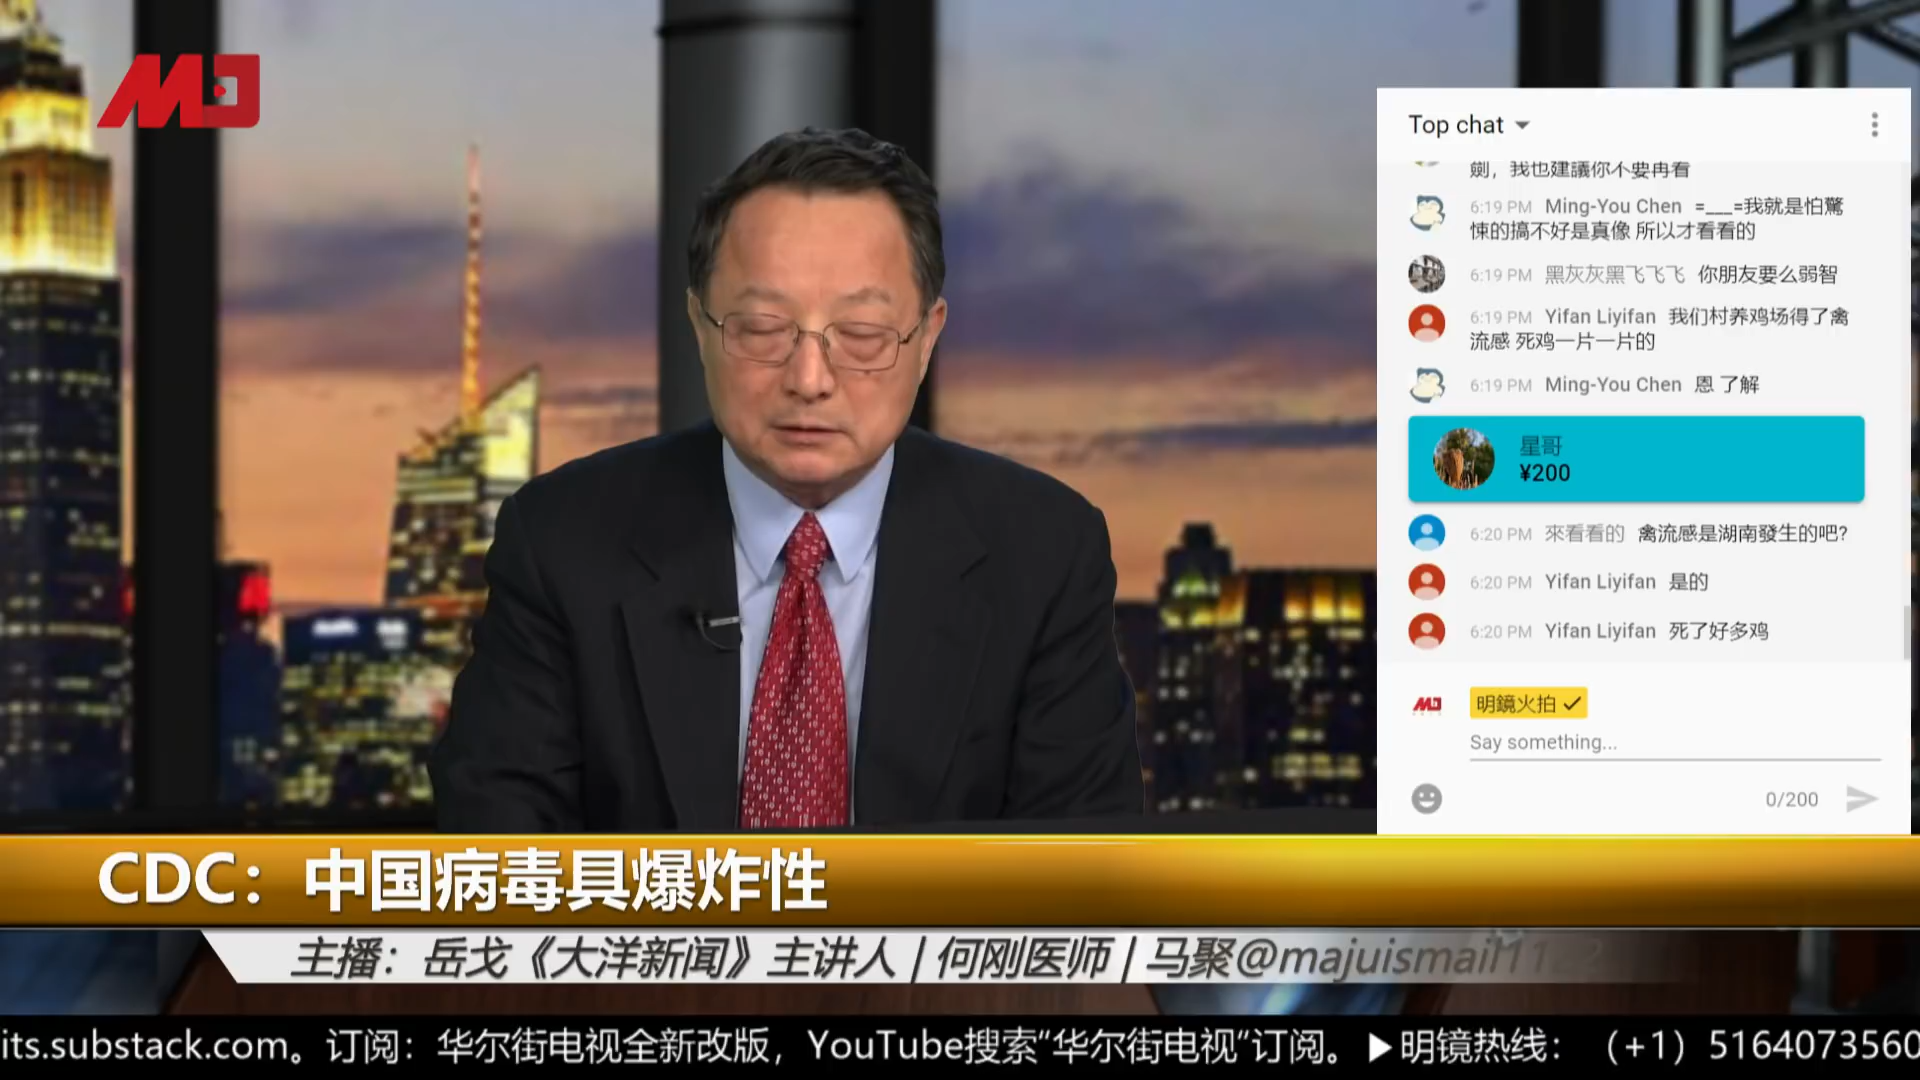 MD
Top chat
劍，我也建議你不要再看
6:19 PM Ming-You Chen =___=我就是怕驚
悚的搞不好是真像 所以才看看的
6:19 PM 黑灰灰黑飞飞飞 你朋友要么弱智
6:19 PM Yifan Liyifan 我们村养鸡场得了禽
流感 死鸡一片一片的
6:19 PM Ming-You Chen 恩 了解
星哥
¥200
6:20 PM 來看看的 禽流感是湖南發生的吧?
6:20 PM Yifan Liyifan 是的
6:20 PM Yifan Liyifan 死了好多鸡
MD
明鏡火拍
Say something...
0/200
CDC：中国病毒具爆炸性
主播：岳戈《大洋新闻》主讲人 | 何刚医师 | 马聚@majuismail1122
its.substack.com。订阅：华尔街电视全新改版，YouTube搜索“华尔街电视“订阅。▶明镜热线：（+1）5164073560